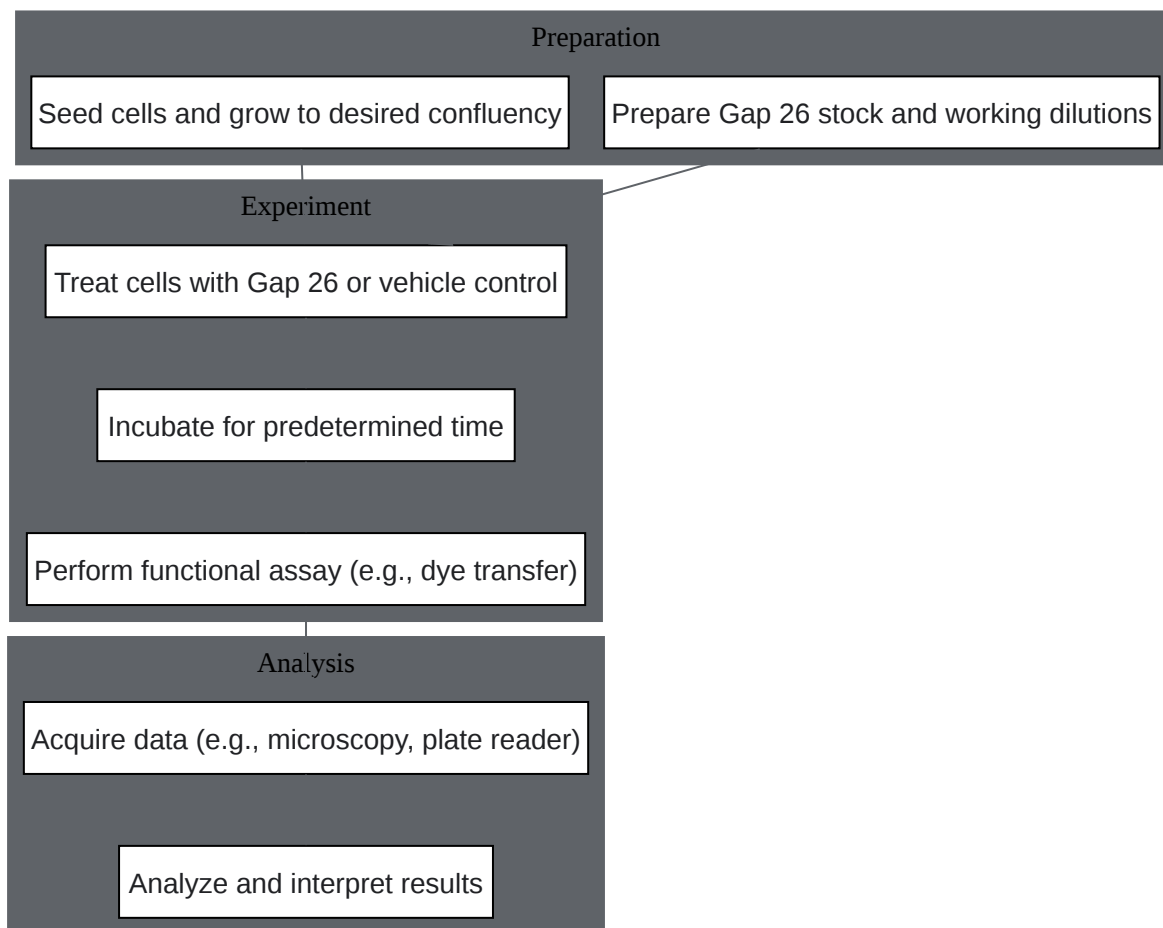 Preparation
Seed cells and grow to desired confluency
Prepare Gap 26 stock and working dilutions
Experiment
Treat cells with Gap 26 or vehicle control
Incubate for predetermined time
Perform functional assay (e.g., dye transfer)
Analysis
Acquire data (e.g., microscopy, plate reader)
Analyze and interpret results